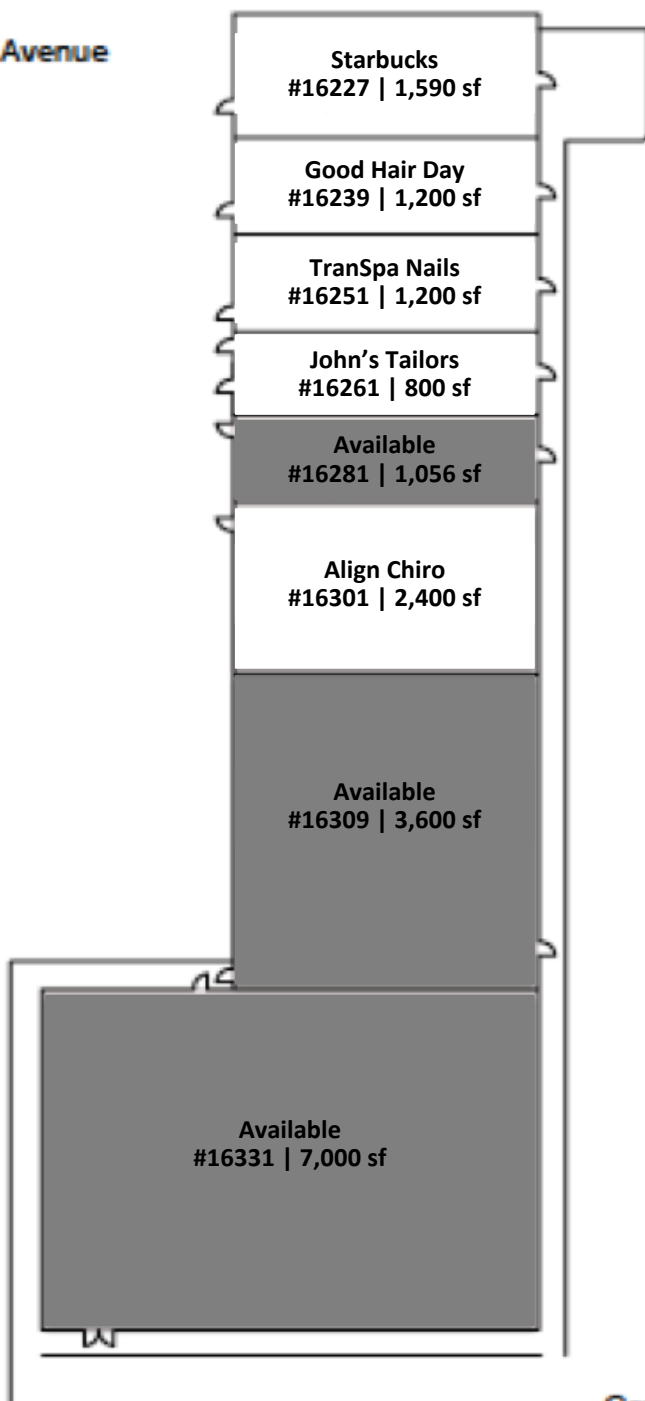 Avenue
Starbucks
#16227 | 1,590 sf
Good Hair Day
#16239 | 1,200 sf
TranSpa Nails
#16251 | 1,200 sf
John’s Tailors
#16261 | 800 sf
Available
#16281 | 1,056 sf
Align Chiro
#16301 | 2,400 sf
Available
#16309 | 3,600 sf
Available
#16331 | 7,000 sf